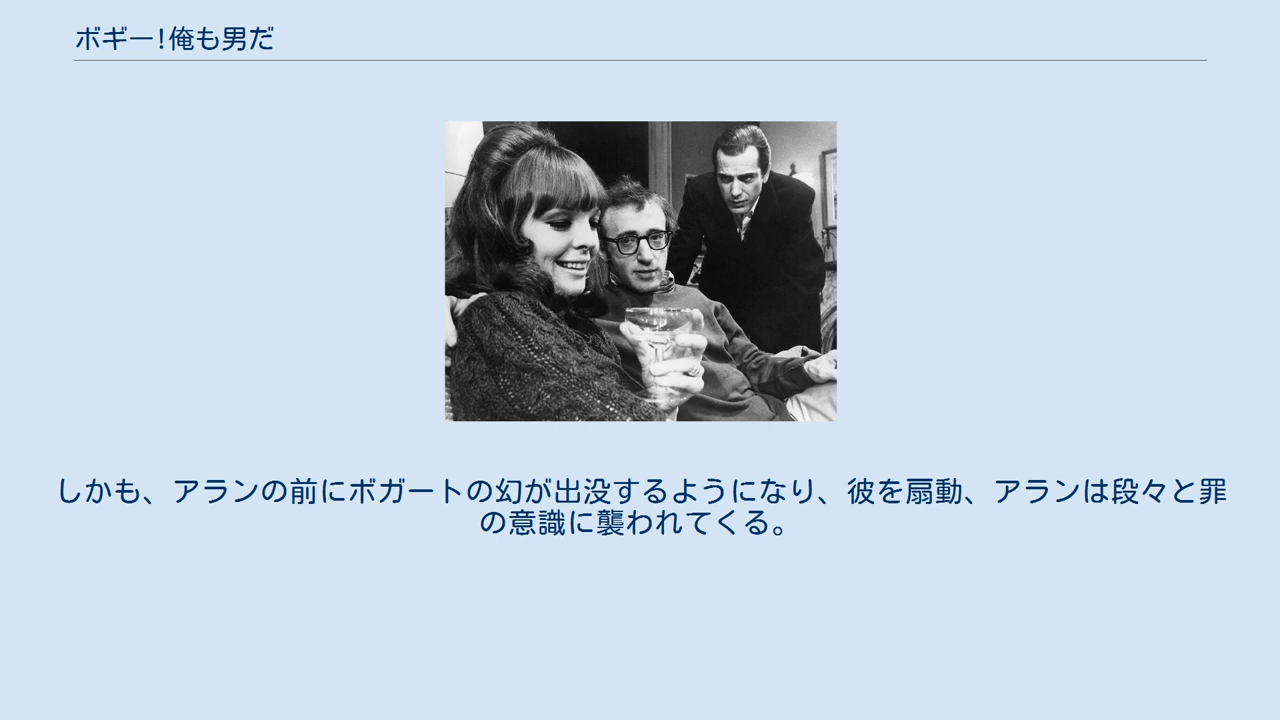 ボギー!俺も男だ
しかも、アランの前にボガートの幻が出没するようになり、彼を扇動、アランは段々と罪
の意識に襲われてくる。